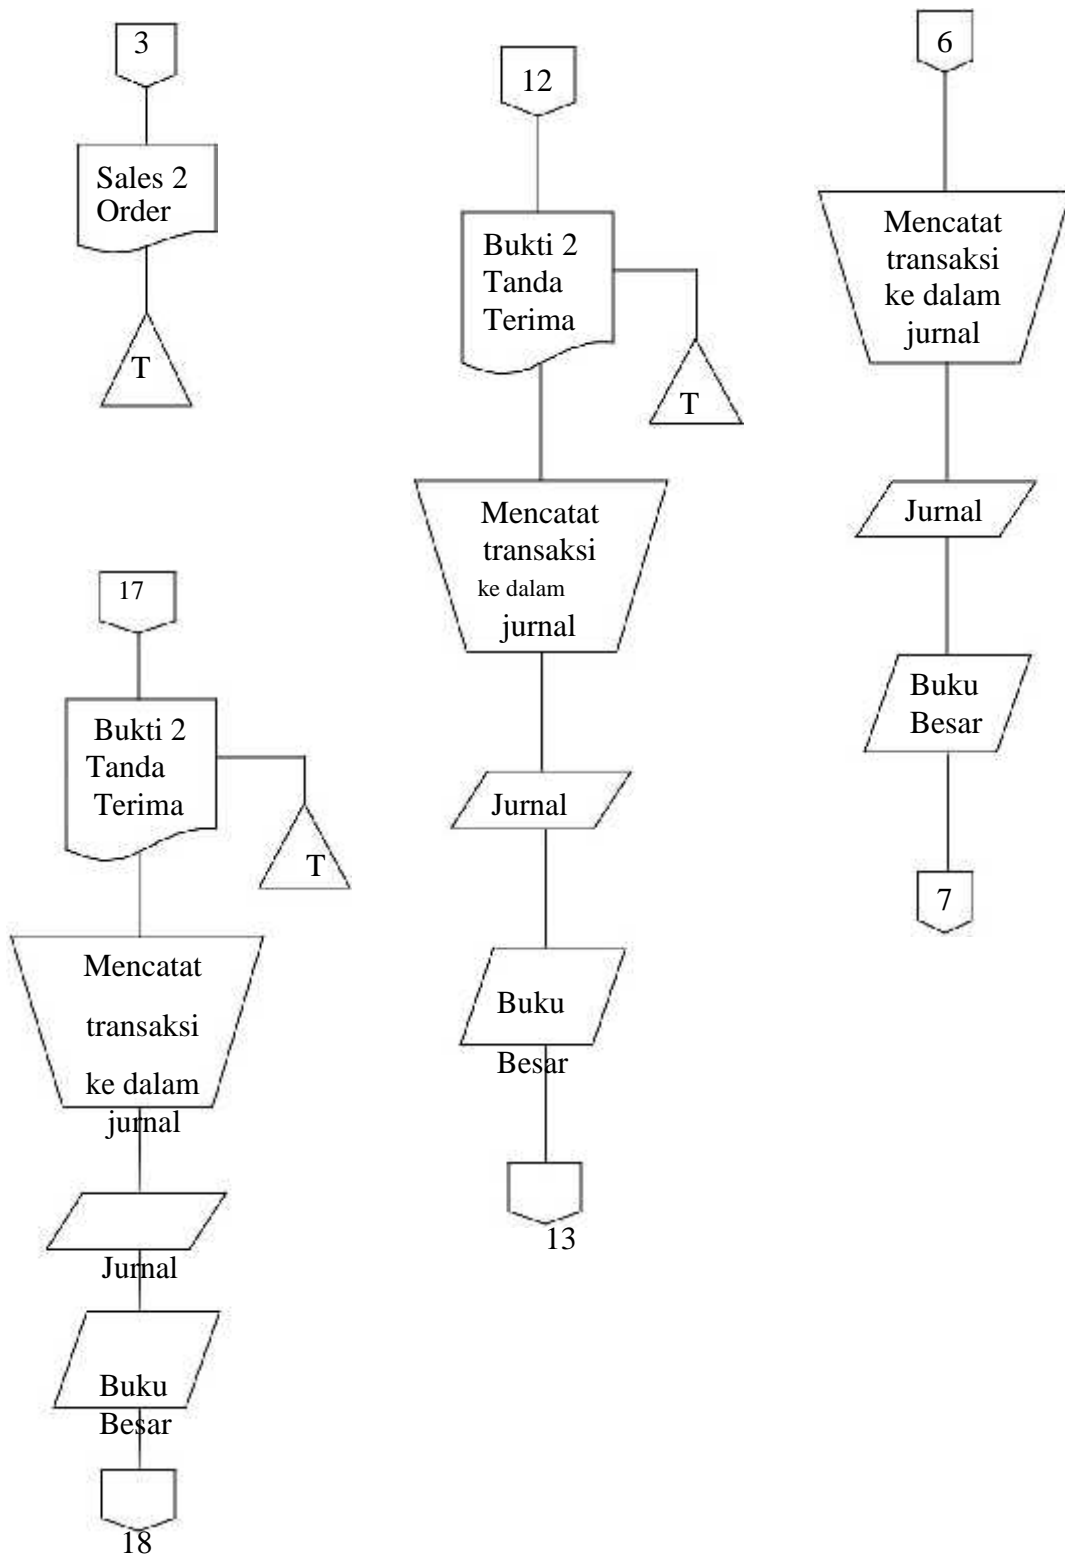 3
Sales 2
Order
T
17
Bukti 2
Tanda
Terima
T
Mencatat
transaksi
ke dalam
jurnal
Jurnal
Buku
Besar
18
12
Bukti 2
Tanda
Terima
T
Mencatat
transaksi
ke dalam
jurnal
Jurnal
Buku
Besar
13
6
Mencatat
transaksi
ke dalam
jurnal
Jurnal
Buku
Besar
7